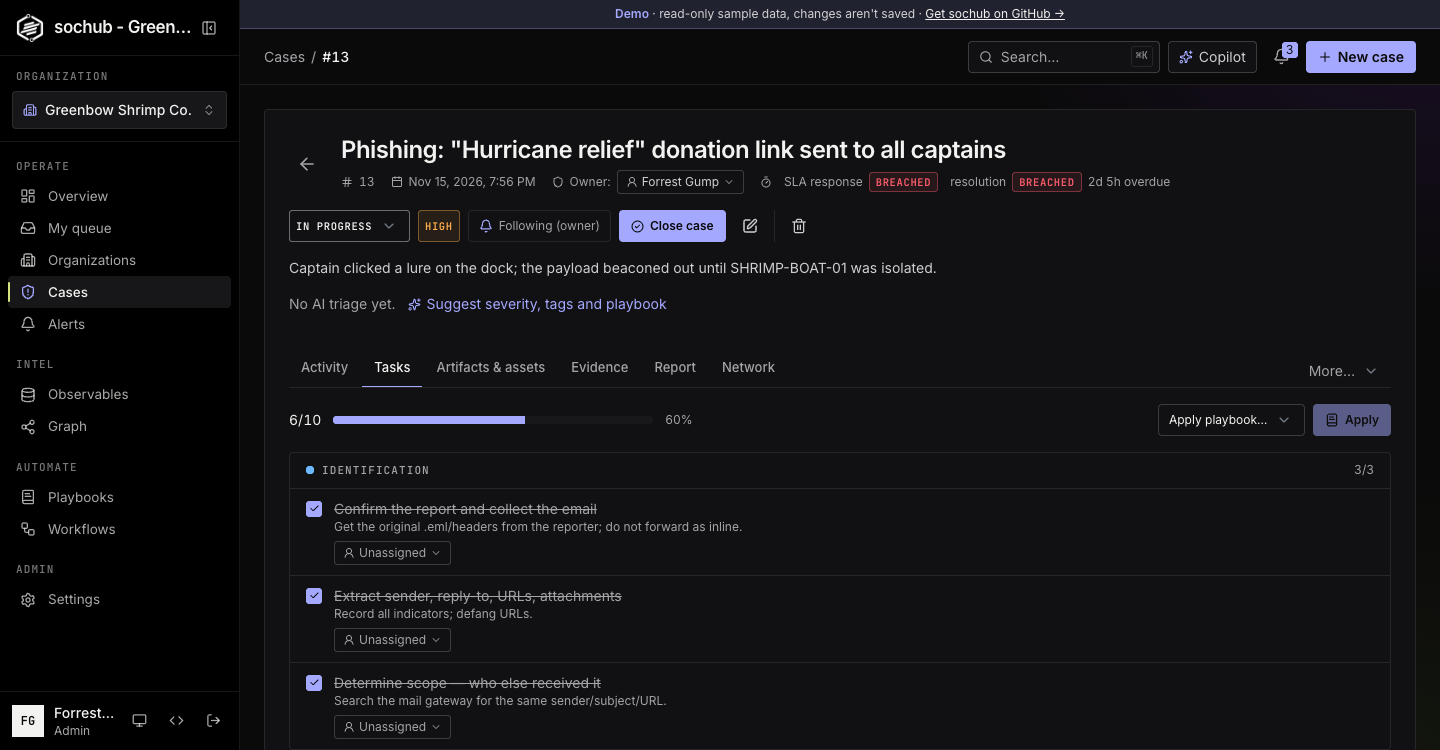 sochub - Green...
Demo · read-only sample data, changes aren't saved · Get sochub on GitHub →
ORGANIZATION
Greenbow Shrimp Co.
OPERATE
Overview
My queue
Organizations
Cases
Alerts
INTEL
Observables
Graph
AUTOMATE
Playbooks
Workflows
ADMIN
Settings
FG
Forrest...
Admin
Cases / #13
Search... ⌘K
Copilot
3
+ New case
Phishing: "Hurricane relief" donation link sent to all captains
# 13 Nov 15, 2026, 7:56 PM Owner: Forrest Gump SLA response BREACHED resolution BREACHED 2d 5h overdue
IN PROGRESS HIGH Following (owner) Close case
Captain clicked a lure on the dock; the payload beaconed out until SHRIMP-BOAT-01 was isolated.
No AI triage yet. Suggest severity, tags and playbook
Activity Tasks Artifacts & assets Evidence Report Network More...
6/10 60% Apply playbook... Apply
IDENTIFICATION 3/3
Confirm the report and collect the email
Get the original .eml/headers from the reporter; do not forward as inline.
Unassigned
Extract sender, reply-to, URLs, attachments
Record all indicators; defang URLs.
Unassigned
Determine scope — who else received it
Search the mail gateway for the same sender/subject/URL.
Unassigned